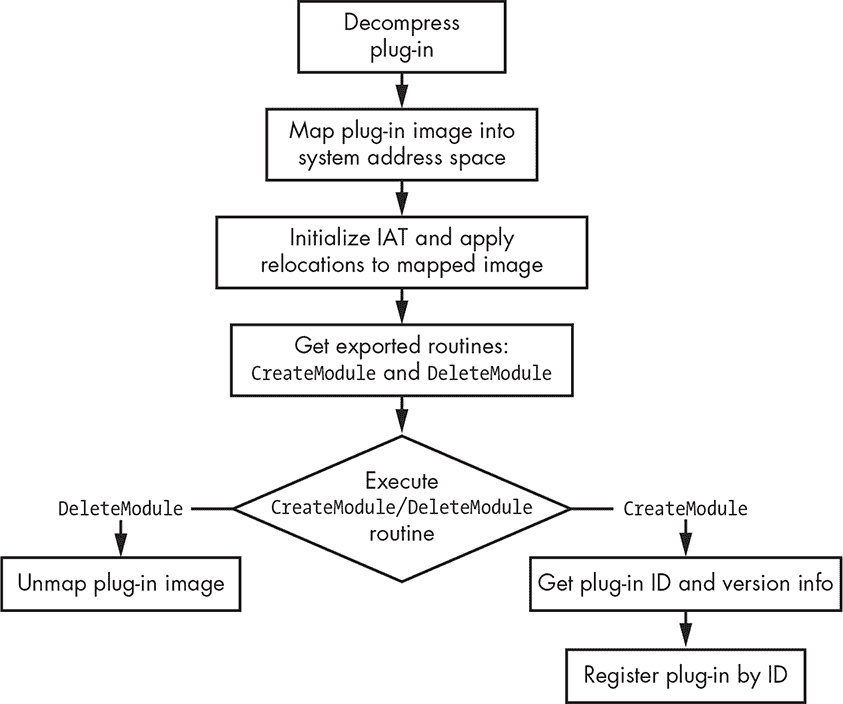 Decompress
plug-in
Map plug-in image into
system address space
Initialize IAT and apply
relocations to mapped image
Get exported routines:
CreateModule and DeleteModule
Execute
CreateModule/DeleteModule
routine
DeleteModule
CreateModule
Unmap plug-in image
Get plug-in ID and version info
Register plug-in by ID